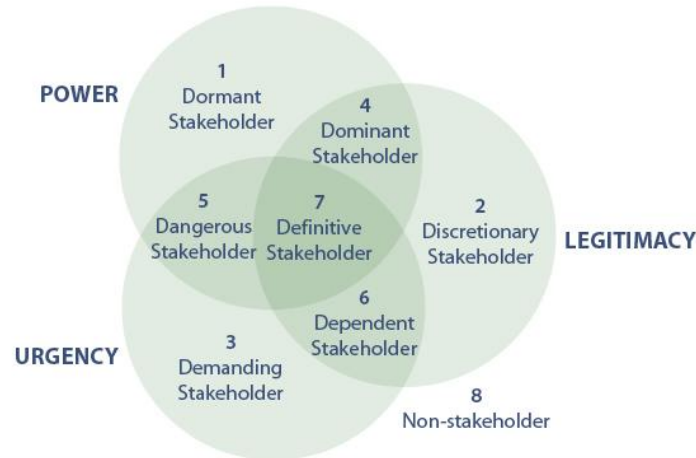 1
Dormant
Stakeholder
POWER
4
Dominant
Stakeholder
5
Dangerous
Stakeholder
7
Definitive
Stakeholder
2
Discretionary
Stakeholder
LEGITIMACY
6
Dependent
Stakeholder
URGENCY
3
Demanding
Stakeholder
8
Non-stakeholder